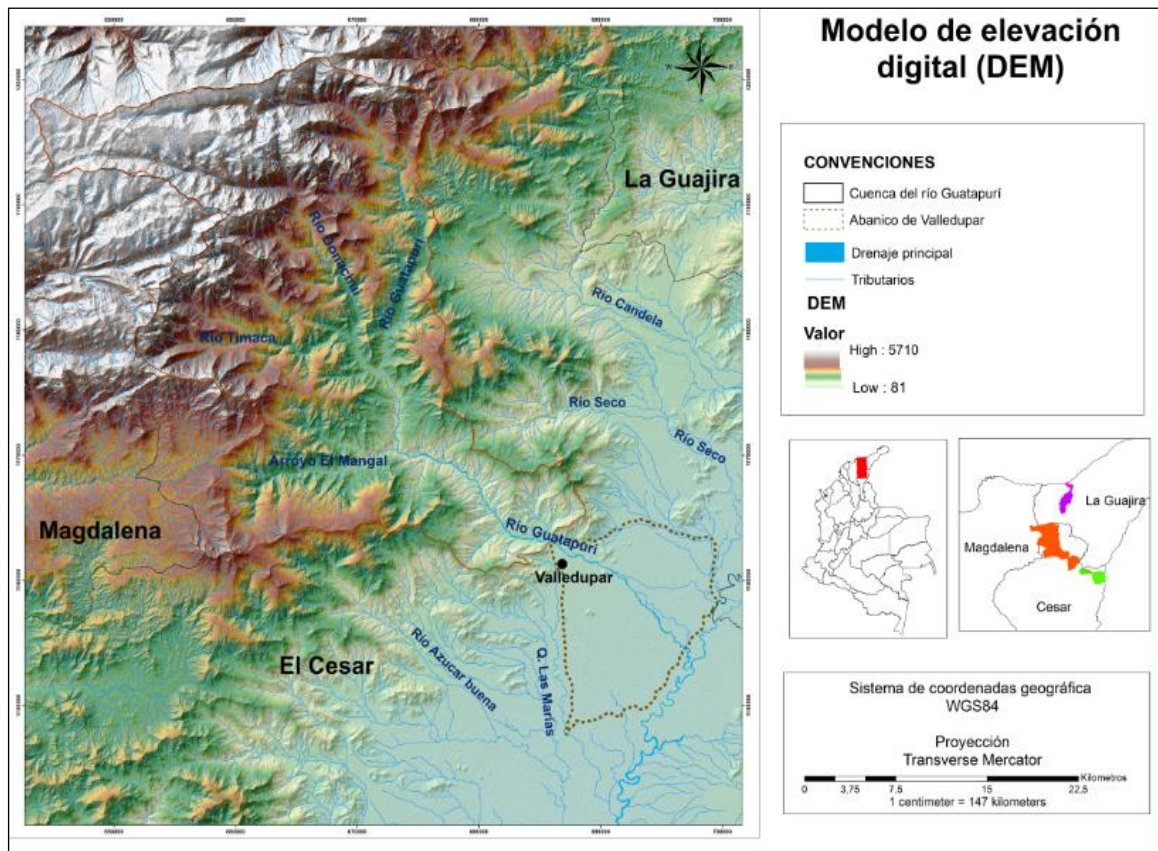 Modelo de elevación
digital (DEM)
CONVENCIONES
Cuenca del río Guatapurí
Abanico de Valledupar
Drenaje principal
Tributarios
DEM
Valor
High : 5710
Low : 81
La Guajira
Río Donachui
Río Guatapurí
Río Candela
Río Timaca
Río Seco
Río Seco
Arroyo El Mangal
Magdalena
Río Guatapurí
Valledupar
El Cesar
Río Azucar buena
Q. Las Marías
La Guajira
Magdalena
Cesar
Sistema de coordenadas geográfica
WGS84
Proyección
Transverse Mercator
Kilometros
0 3,75 7,5 15 22,5
1 centimeter = 147 kilometers